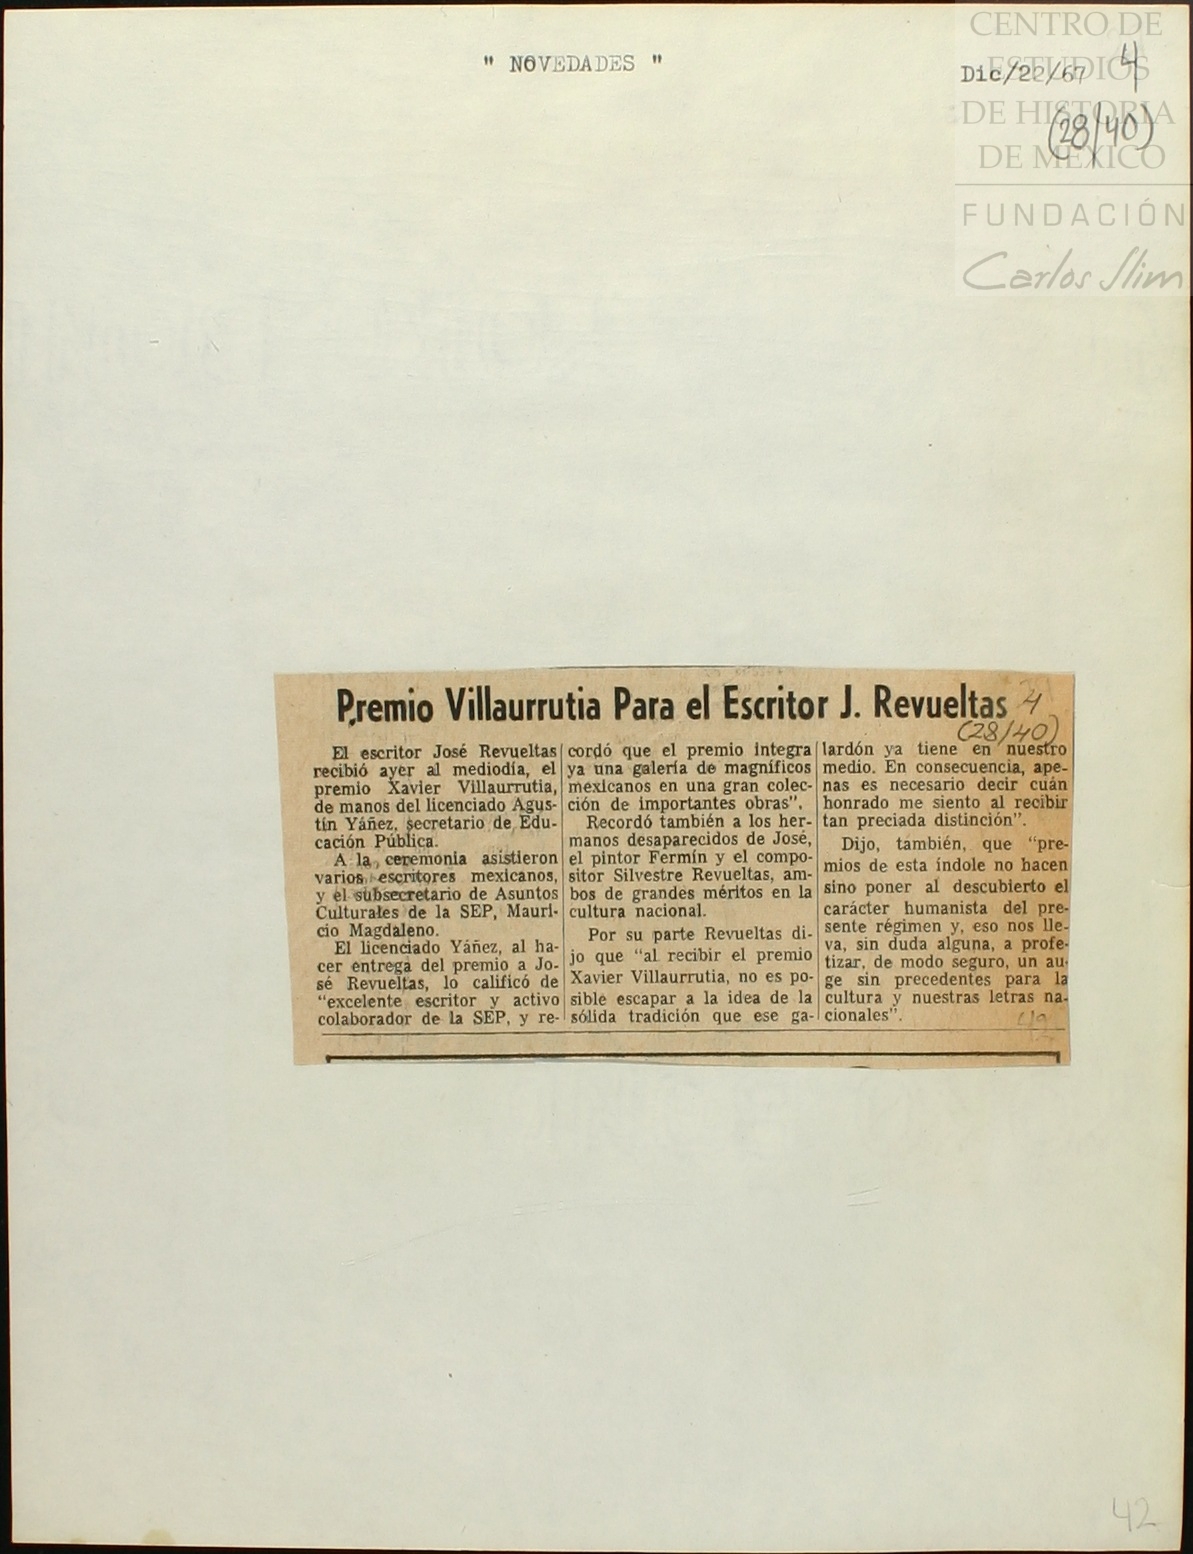 " NOVEDADES "
Dic/22/67
4
(28/40)
CENTRO DE
ESTUDIOS
DE HISTORIA
DE MÉXICO
FUNDACIÓN
Carlos Slim
Premio Villaurrutia Para el Escritor J. Revueltas
4
(28/40)
El escritor José Revueltas
recibió ayer al mediodía, el
premio Xavier Villaurrutia,
de manos del licenciado Agus-
tín Yáñez, secretario de Edu-
cación Pública.
A la ceremonia asistieron
varios escritores mexicanos,
y el subsecretario de Asuntos
Culturales de la SEP, Mauri-
cio Magdaleno.
El licenciado Yáñez, al ha-
cer entrega del premio a Jo-
sé Revueltas, lo calificó de
"excelente escritor y activo
colaborador de la SEP, y re-
cordó que el premio integra
ya una galería de magníficos
mexicanos en una gran colec-
ción de importantes obras".
Recordó también a los her-
manos desaparecidos de José,
el pintor Fermín y el compo-
sitor Silvestre Revueltas, am-
bos de grandes méritos en la
cultura nacional.
Por su parte Revueltas di-
jo que "al recibir el premio
Xavier Villaurrutia, no es po-
sible escapar a la idea de la
sólida tradición que ese ga-
lardón ya tiene en nuestro
medio. En consecuencia, ape-
nas es necesario decir cuán
honrado me siento al recibir
tan preciada distinción".
Dijo, también, que "pre-
mios de esta índole no hacen
sino poner al descubierto el
carácter humanista del pre-
sente régimen y, eso nos lle-
va, sin duda alguna, a profe-
tizar, de modo seguro, un au-
ge sin precedentes para la
cultura y nuestras letras na-
cionales".
42
42